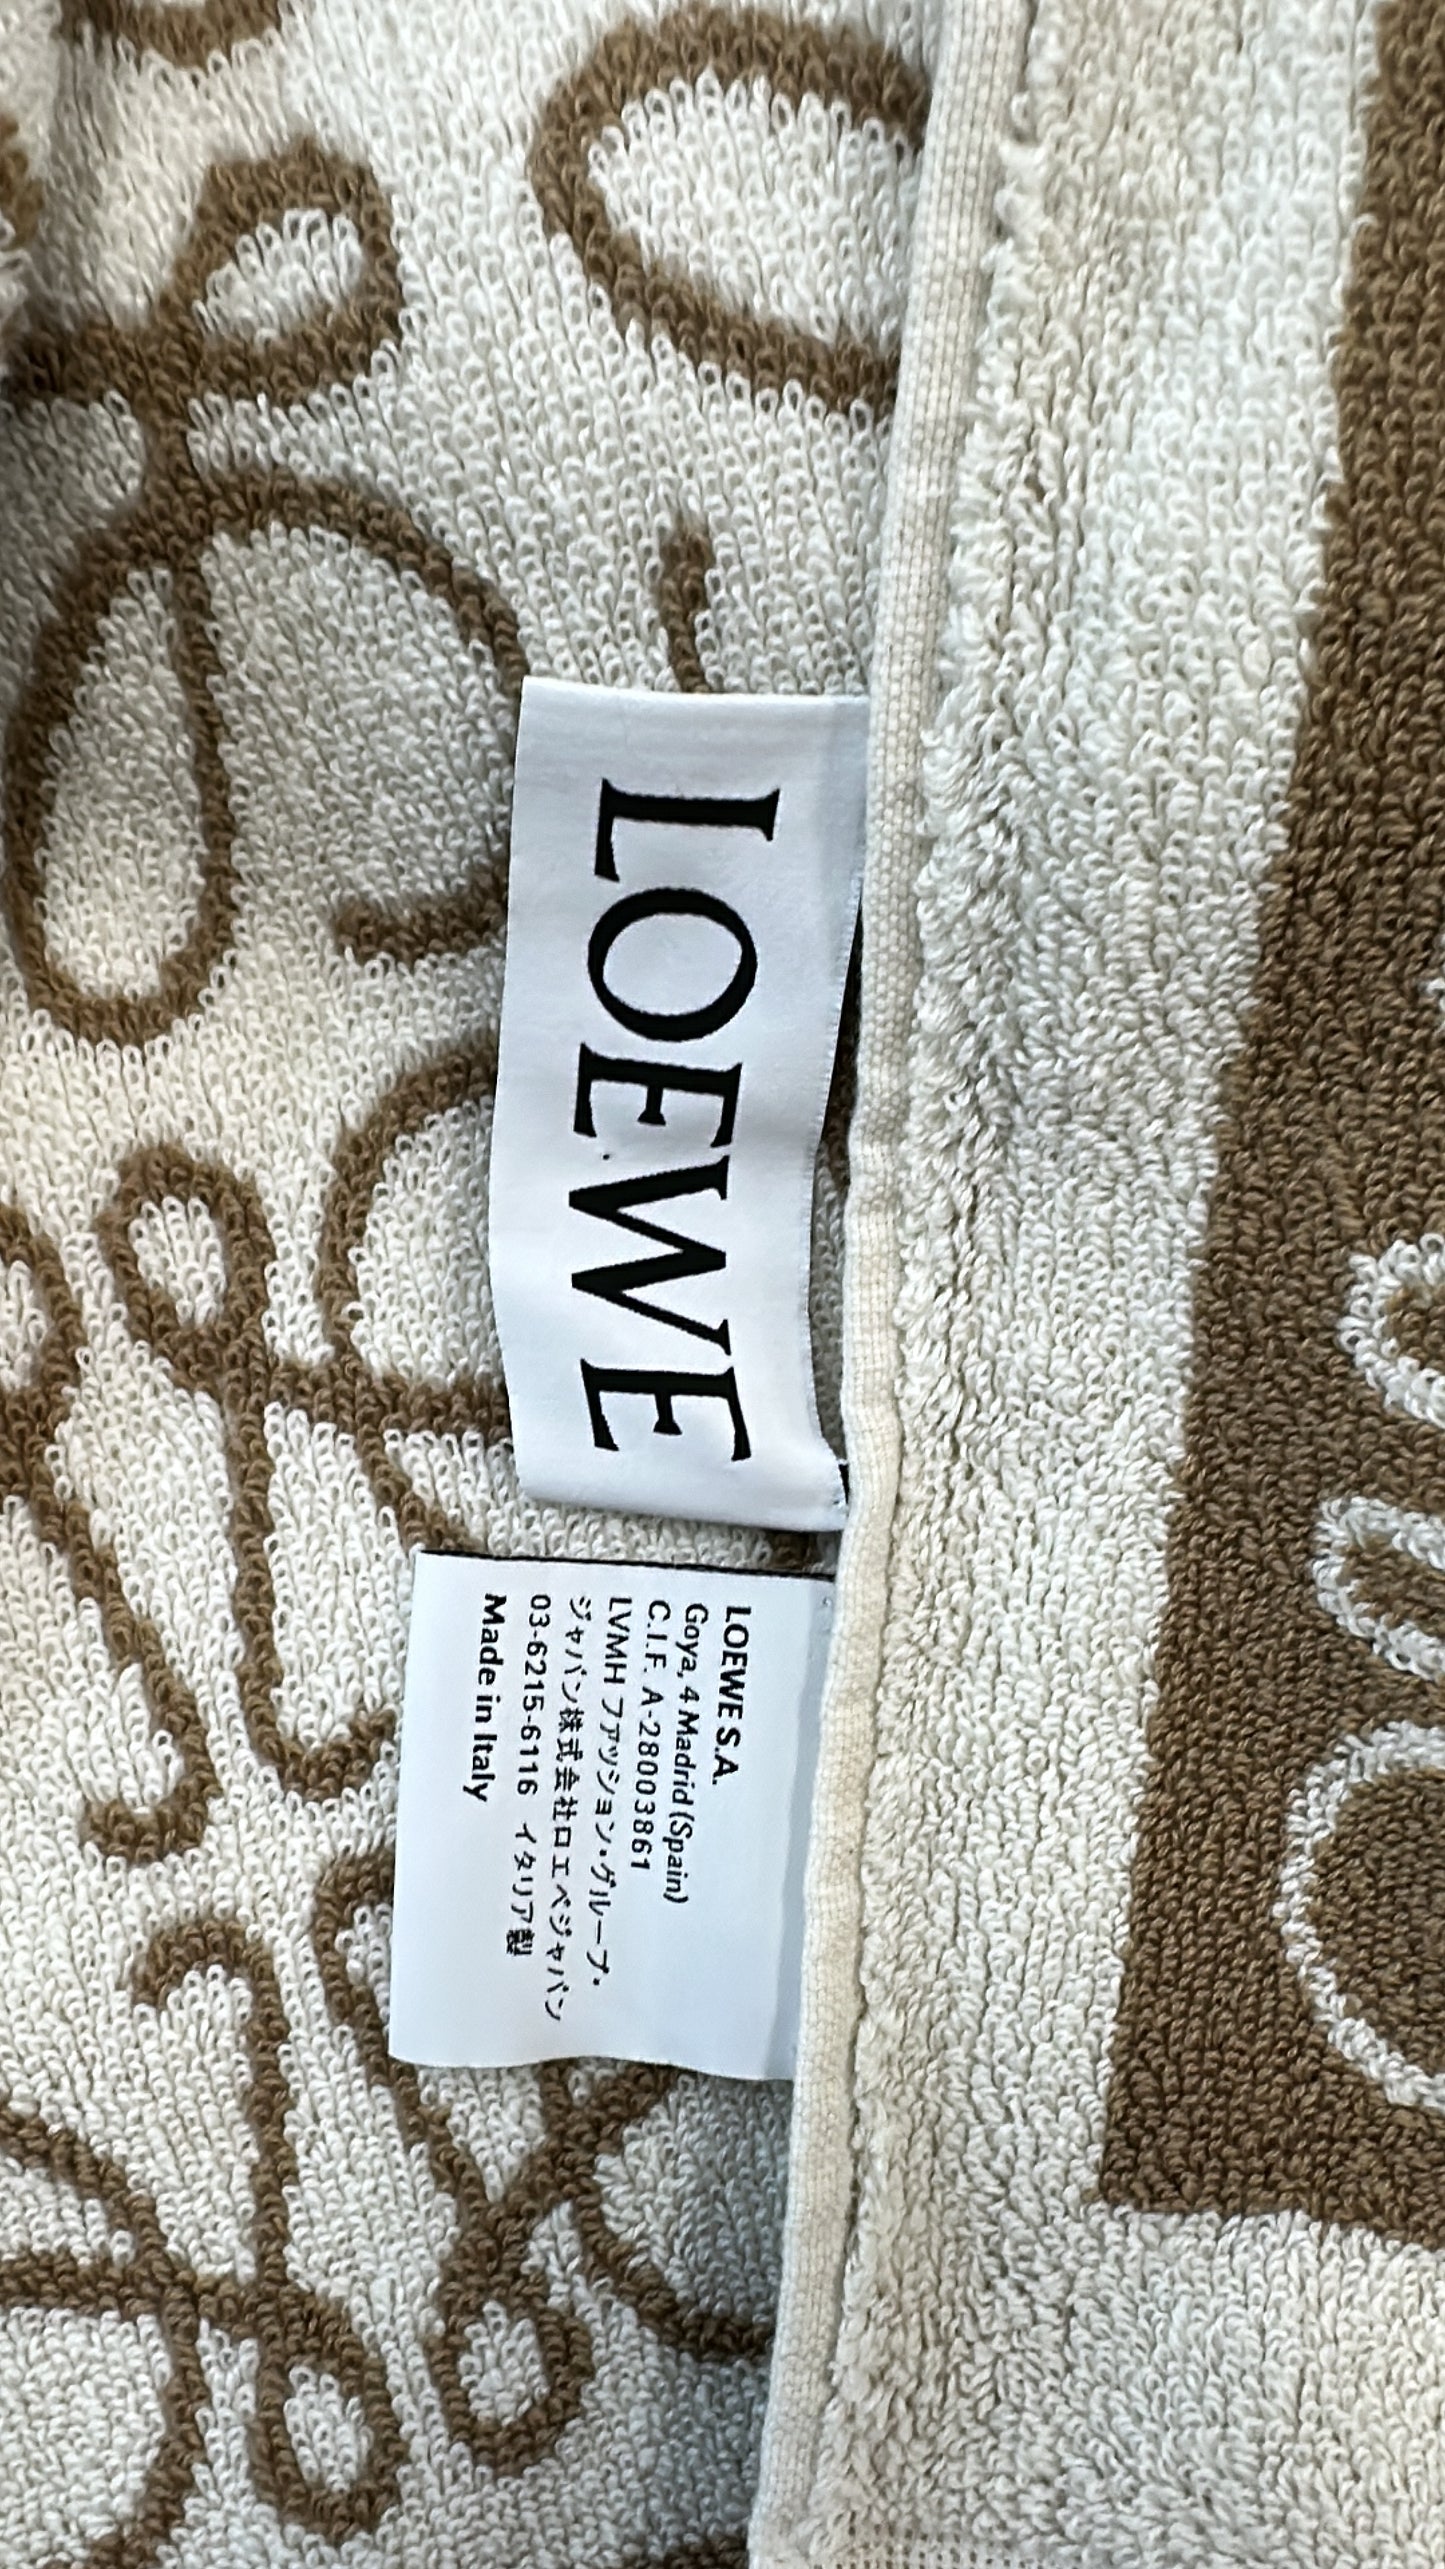 LOEWE
LOEWE S.A.
Goya, 4 Madrid (Spain)
C.I.F. A-28003861
LVMH ファッション・グループ・
ジャパン株式会社ロエベジャパン
03-6215-6116 イタリア製
Made in Italy